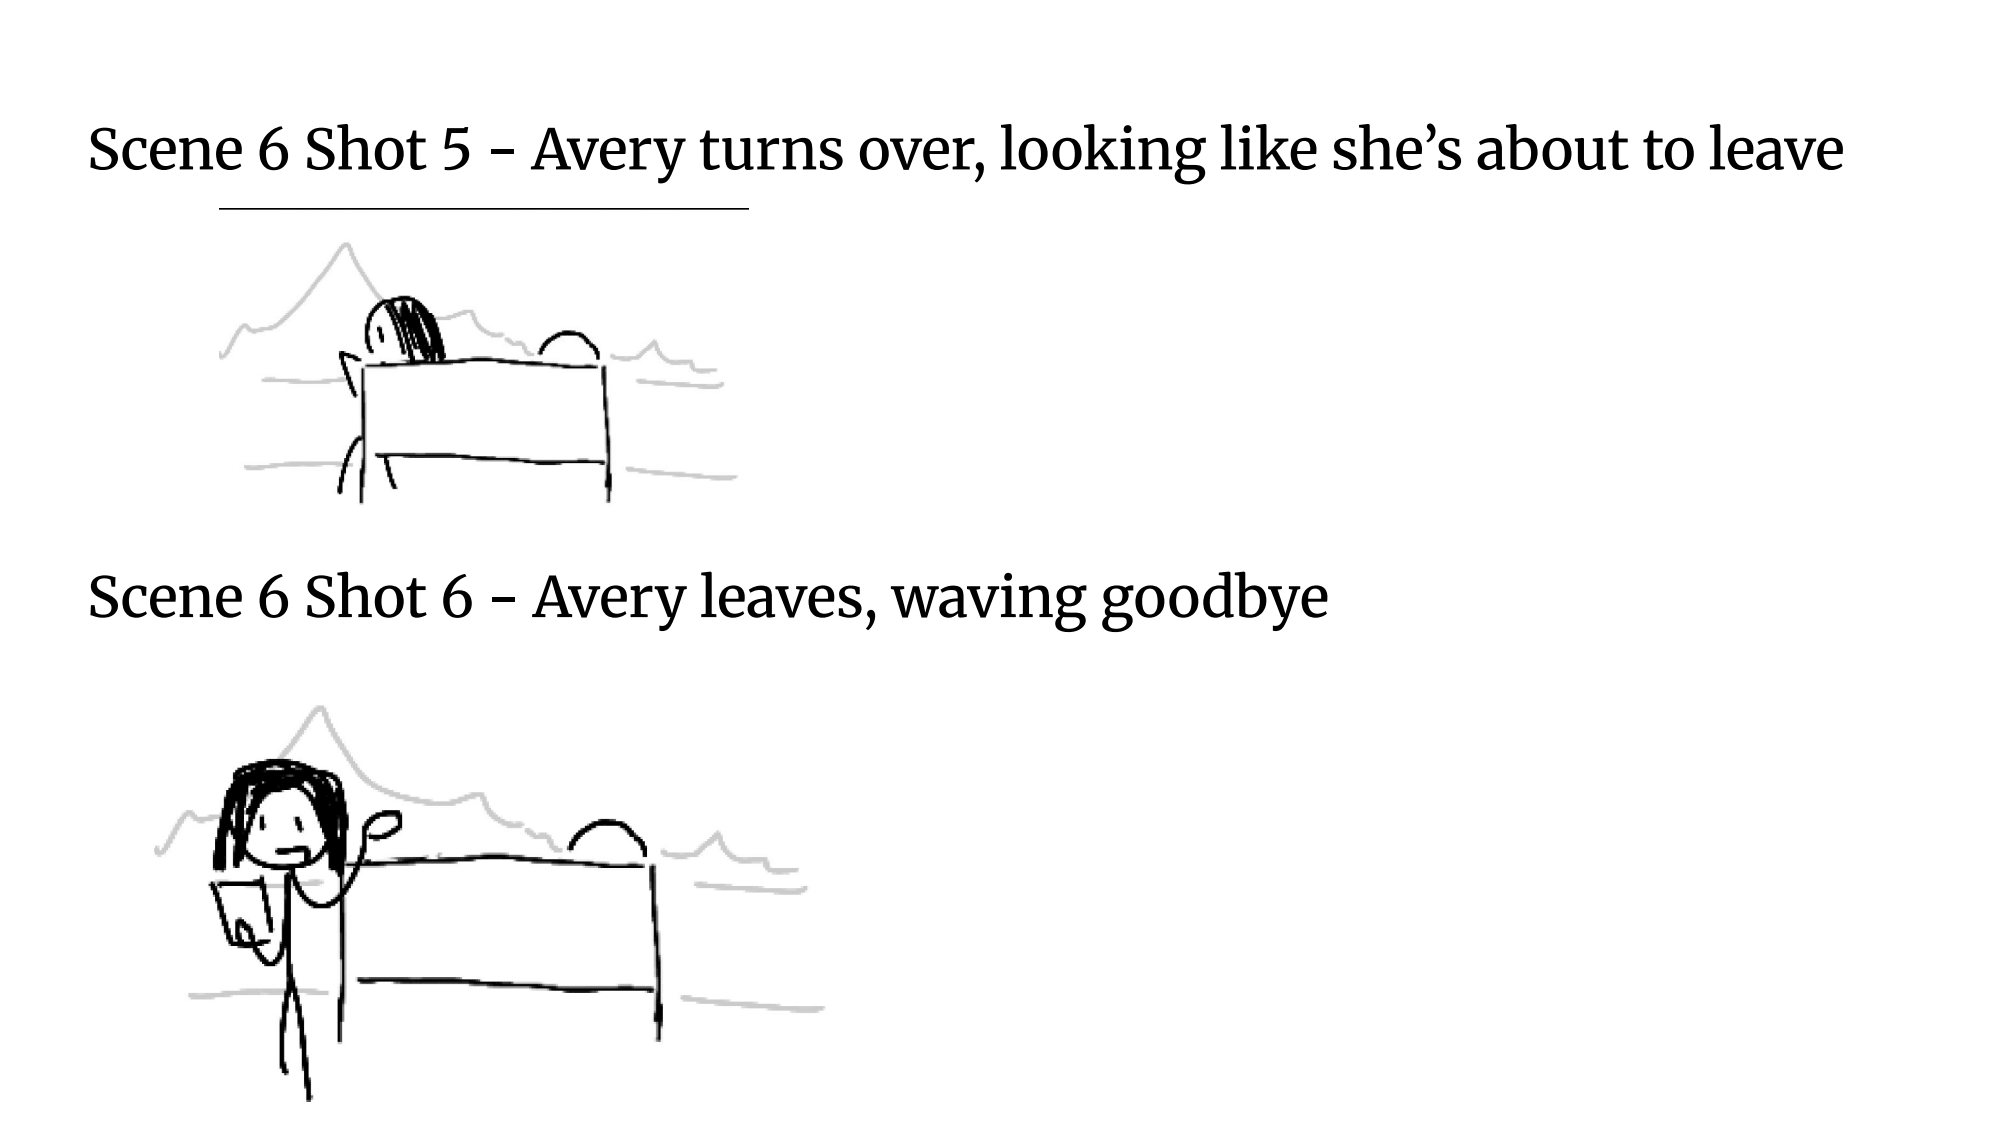 Scene 6 Shot 5 - Avery turns over, looking like she’s about to leave
Scene 6 Shot 6 - Avery leaves, waving goodbye